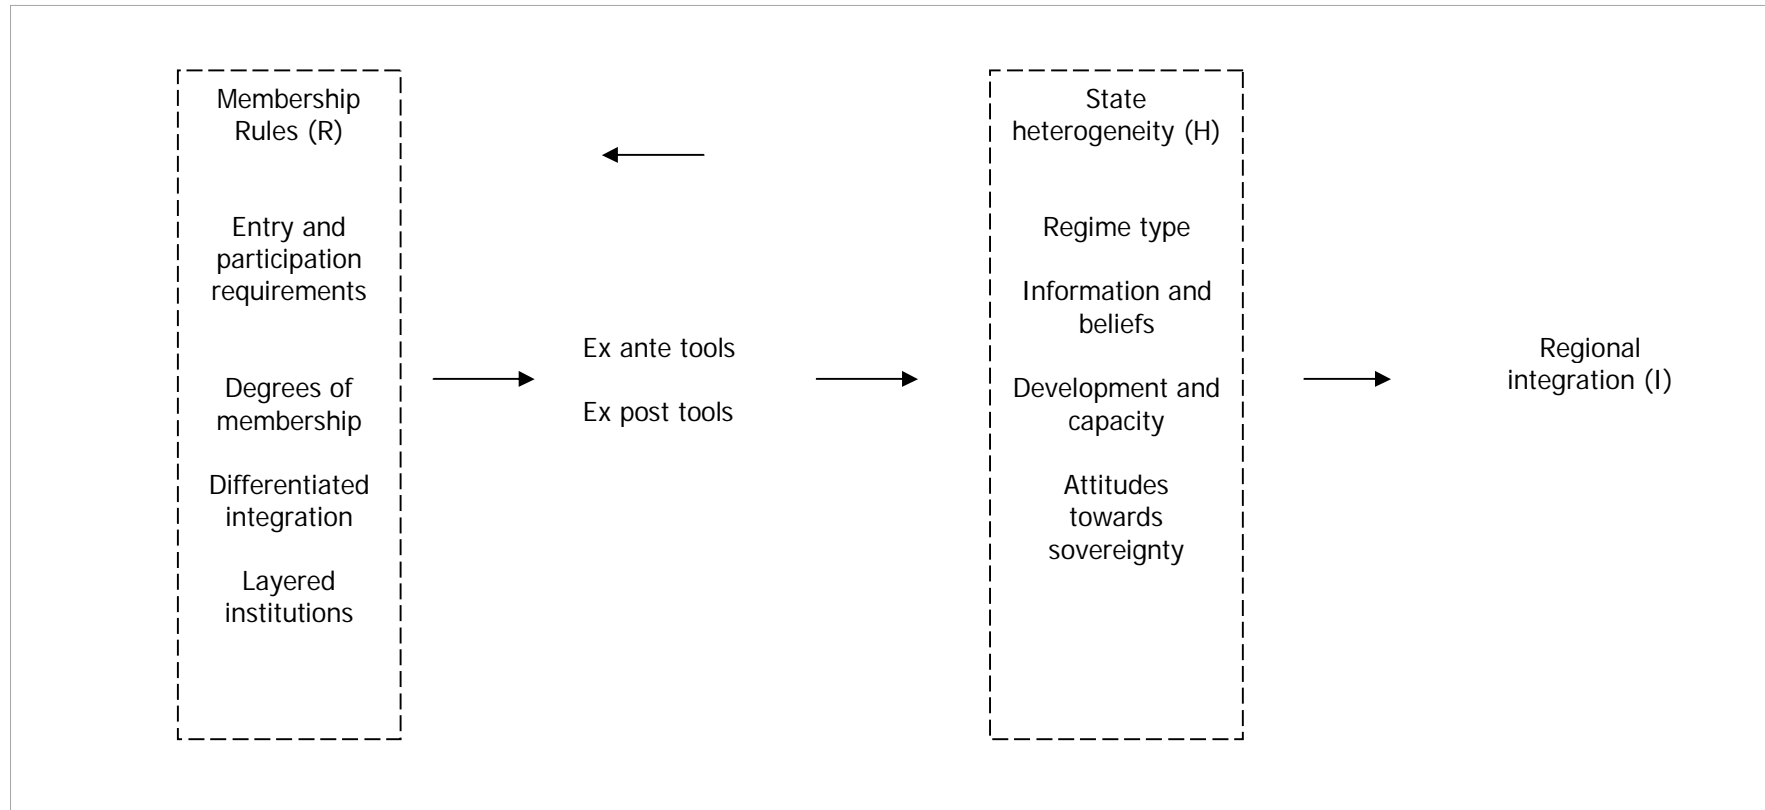 Membership
Rules (R)
Entry and
participation
requirements
Degrees of
membership
Differentiated
integration
Layered
institutions
Ex ante tools
Ex post tools
State
heterogeneity (H)
Regime type
Information and
beliefs
Development and
capacity
Attitudes
towards
sovereignty
Regional
integration (I)